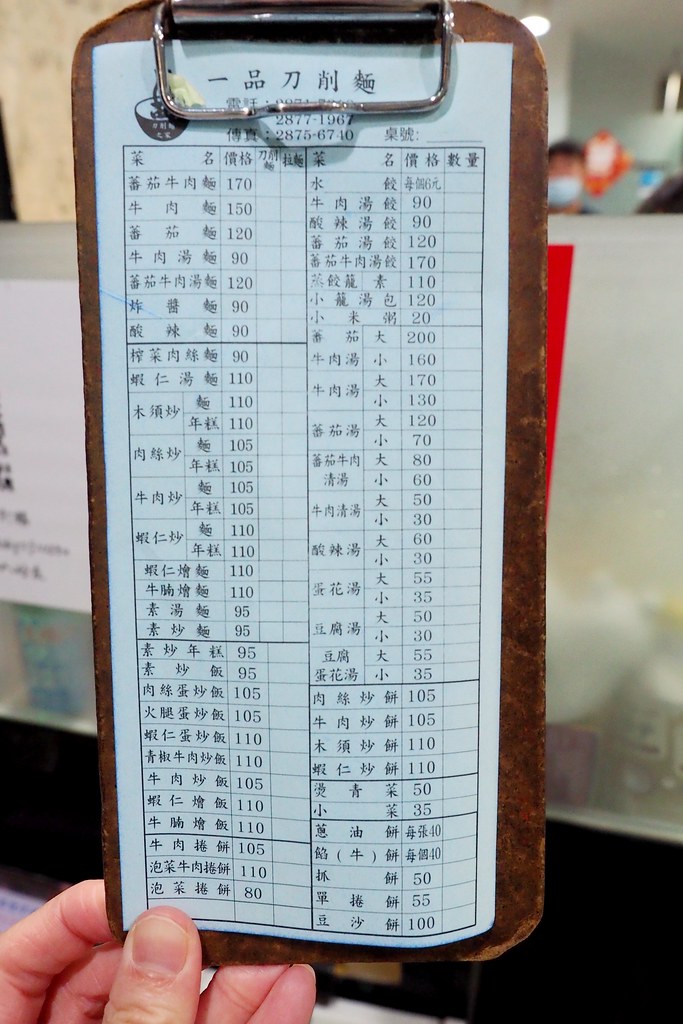 一品刀削麵
電話:2871-
2877-1967
傳真:2875-6740 桌號:
刀削麵之家
菜名 價格 刀削麵 拉麵
蕃茄牛肉麵 170
牛肉麵 150
蕃茄麵 120
牛肉湯麵 90
蕃茄牛肉湯麵 120
炸醬麵 90
酸辣麵 90
榨菜肉絲麵 90
蝦仁湯麵 110
木須炒 麵 110
年糕 110
肉絲炒 麵 105
年糕 105
牛肉炒 麵 105
年糕 105
蝦仁炒 麵 110
年糕 110
蝦仁燴麵 110
牛腩燴麵 110
素湯麵 95
素炒麵 95
素炒年糕 95
素炒飯 95
肉絲蛋炒飯 105
火腿蛋炒飯 105
蝦仁蛋炒飯 110
青椒牛肉炒飯 110
牛肉炒飯 105
蝦仁燴飯 110
牛腩燴飯 110
牛肉捲餅 105
泡菜牛肉捲餅 110
泡菜捲餅 80
菜名 價格 數量
水餃 每個6元
牛肉湯餃 90
酸辣湯餃 90
蕃茄湯餃 120
蕃茄牛肉湯餃 170
蒸餃籠素 110
小籠湯包 120
小米粥 20
蕃茄 大 200
牛肉湯 小 160
牛肉湯 大 170
小 130
蕃茄湯 大 120
小 70
蕃茄牛肉 大 80
清湯 小 60
牛肉清湯 大 50
小 30
酸辣湯 大 60
小 30
蛋花湯 大 55
小 35
豆腐湯 大 50
小 30
豆腐 大 55
蛋花湯 小 35
肉絲炒餅 105
牛肉炒餅 105
木須炒餅 110
蝦仁炒餅 110
燙青菜 50
小菜 35
蔥油餅 每張40
餡(牛)餅 每個40
抓餅 50
單捲餅 55
豆沙餅 100